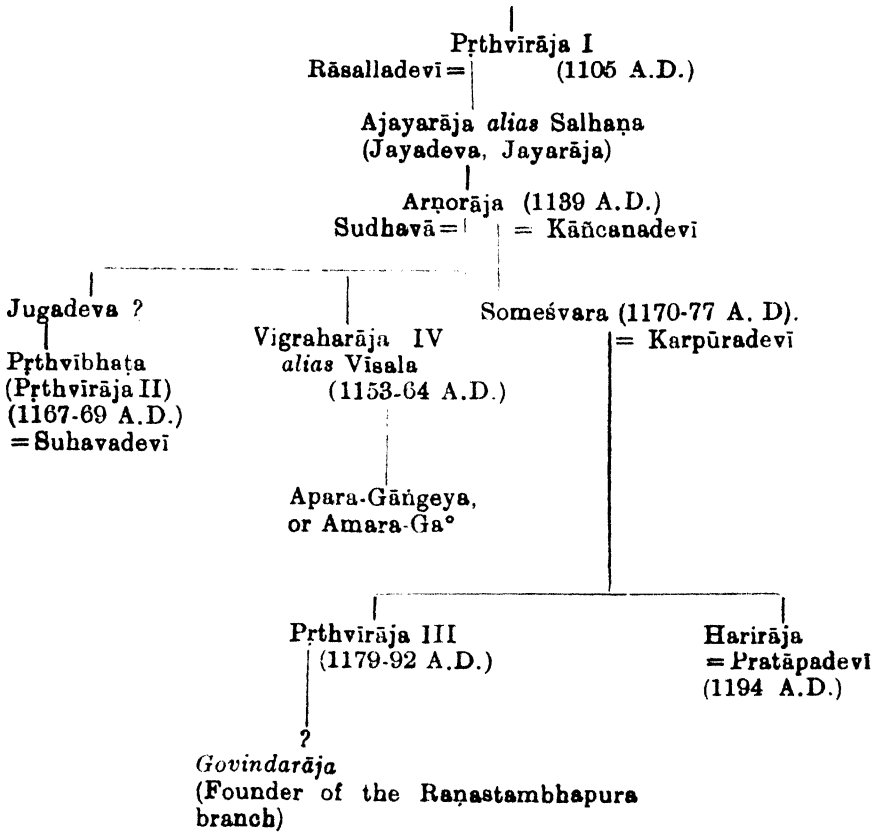 Pṛthvīrāja I
Rāsalladevī = (1105 A.D.)
Ajayarāja alias Salhaṇa
(Jayadeva, Jayarāja)
Arṇorāja (1139 A.D.)
Sudhavā = = Kāñcanadevī
Jugadeva ?
Pṛthvībhaṭa
(Pṛthvīrāja II)
(1167-69 A.D.)
= Suhavadevī
Vigraharāja IV
alias Vīsala
(1153-64 A.D.)
Apara-Gāṅgeya,
or Amara-Ga°
Someśvara (1170-77 A. D).
= Karpūradevī
Pṛthvīrāja III
(1179-92 A.D.)
?
Govindarāja
(Founder of the Raṇastambhapura
branch)
Harirāja
= Pratāpadevī
(1194 A.D.)